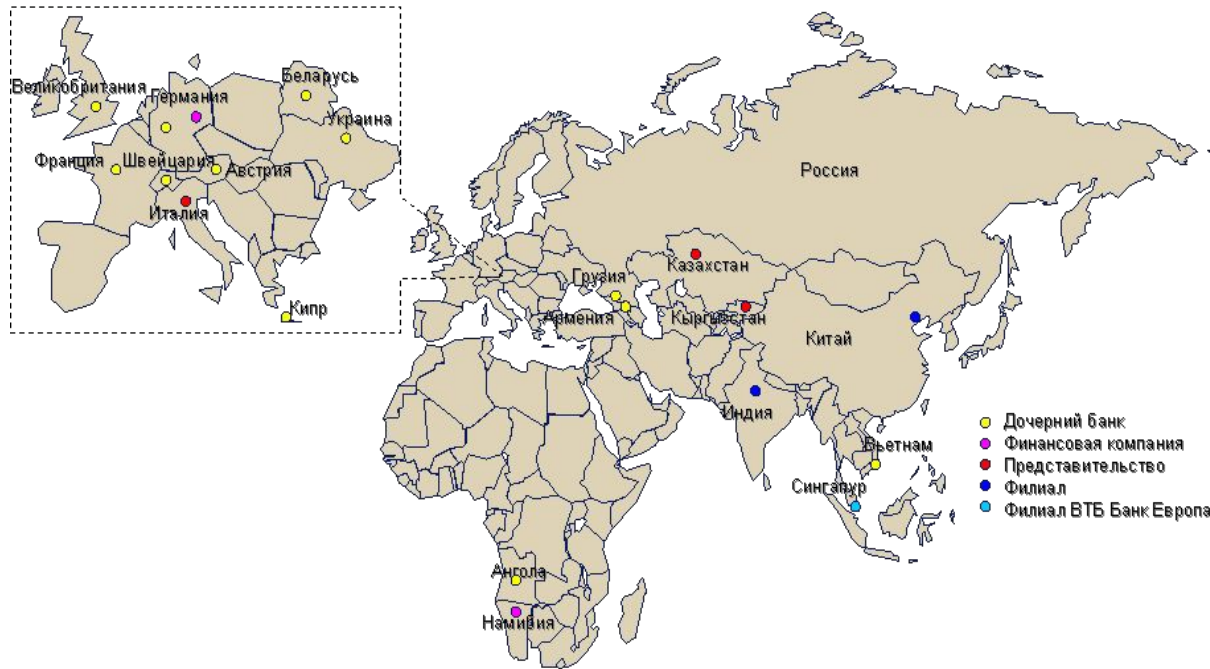 Беларусь
Великобритания
Германия
Украина
Франция
Швейцария
Австрия
Италия
Кипр
Россия
Казахстан
Грузия
Армения
Кыргызстан
Китай
Индия
Вьетнам
Сингапур
Ангола
Намибия
Дочерний банк
Финансовая компания
Представительство
Филиал
Филиал ВТБ Банк Европа